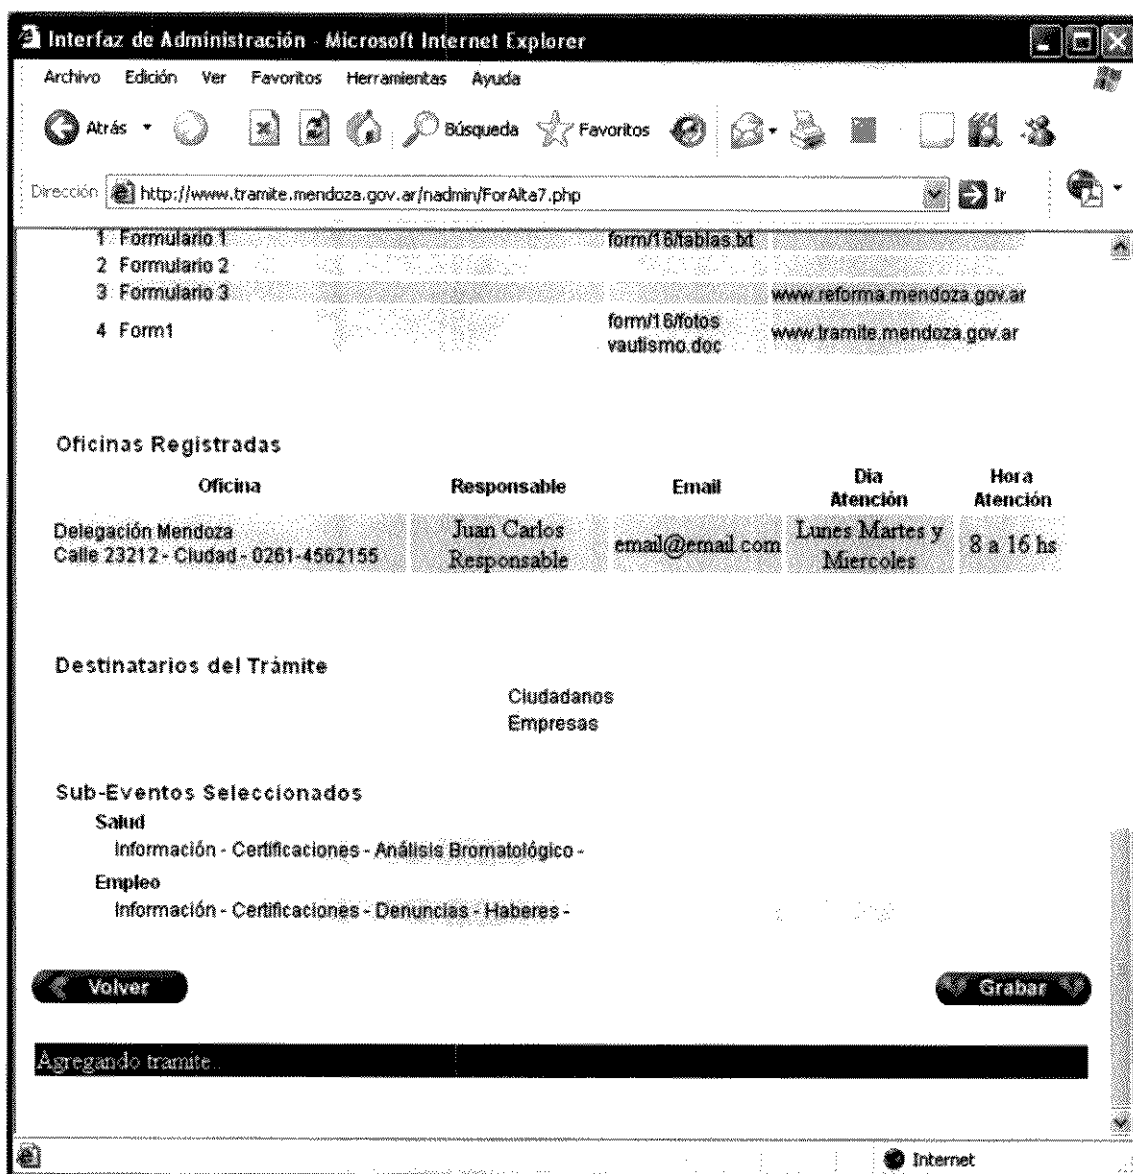 Interfaz de Administración - Microsoft Internet Explorer
Archivo Edición Ver Favoritos Herramientas Ayuda
Atrás Búsqueda Favoritos
Dirección http://www.tramite.mendoza.gov.ar/nadmin/ForAlta7.php Ir
1 Formulario 1 form/16/tablas.txt
2 Formulario 2
3 Formulario 3 www.reforma.mendoza.gov.ar
4 Form1 form/16/fotos vautismo.doc www.tramite.mendoza.gov.ar
Oficinas Registradas
Oficina Responsable Email Dia Atención Hora Atención
Delegación Mendoza
Calle 23212 - Ciudad - 0261-4562155
Juan Carlos
Responsable
email@email.com
Lunes Martes y
Miercoles
8 a 16 hs
Destinatarios del Trámite
Ciudadanos
Empresas
Sub-Eventos Seleccionados
Salud
Información - Certificaciones - Análisis Bromatológico -
Empleo
Información - Certificaciones - Denuncias - Haberes -
Volver Grabar
Agregando tramite..
Internet